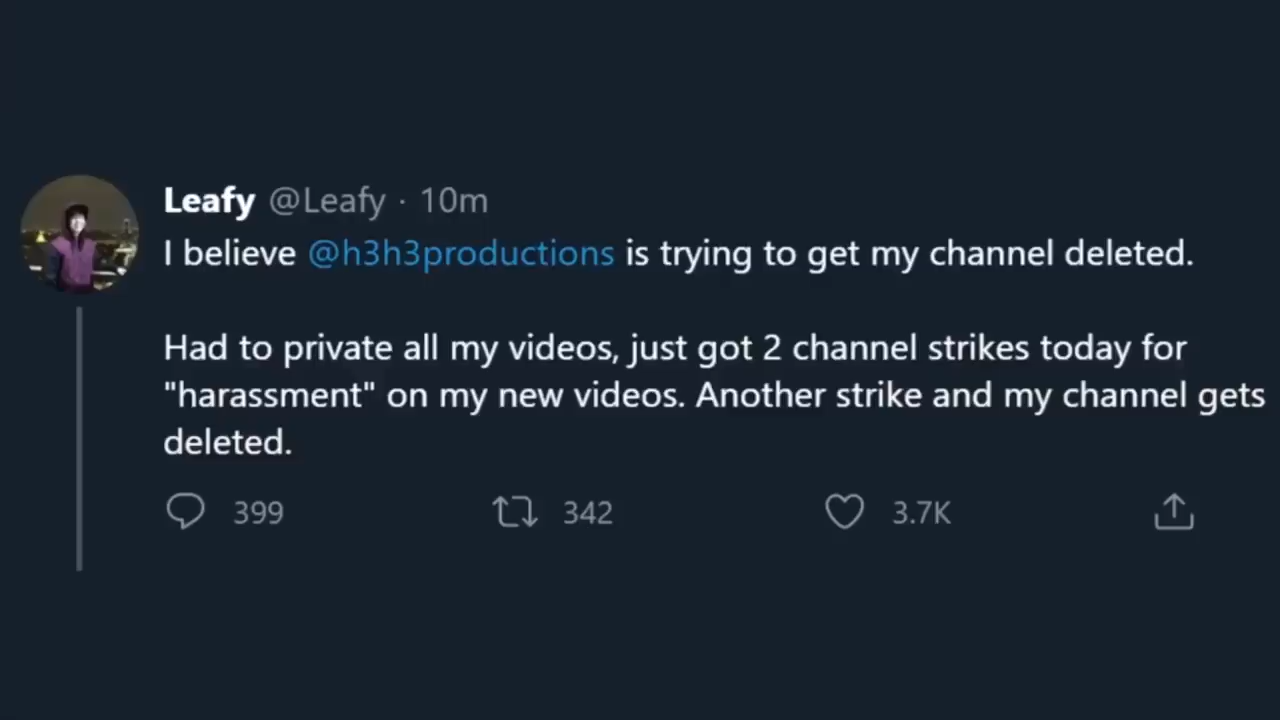 Leafy @Leafy · 10m
I believe @h3h3productions is trying to get my channel deleted.
Had to private all my videos, just got 2 channel strikes today for
"harassment" on my new videos. Another strike and my channel gets
deleted.
399 342 3.7K